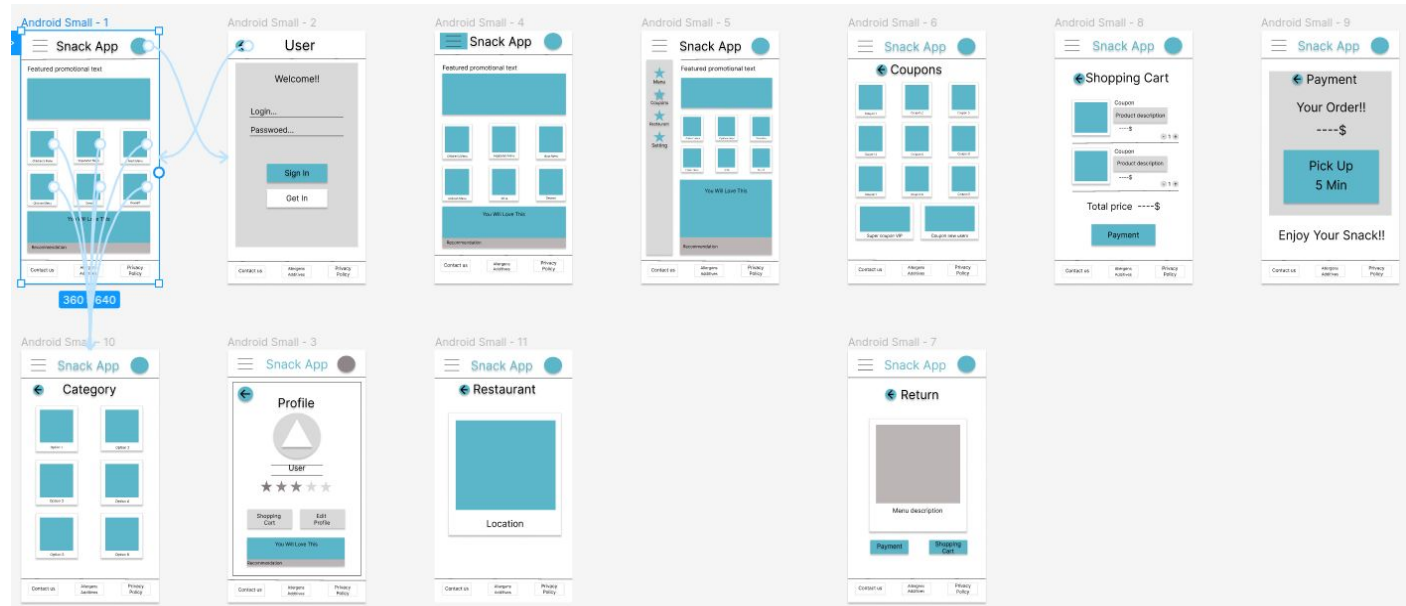 Android Small - 1
Snack App
Featured promotional text
You Will Love This
Recommendation
Contact us
Allergens
Additives
Privacy
Policy
360
640
Android Small - 2
User
Welcome!!
Login...
Passwoed...
Sign In
Get In
Contact us
Allergens
Additives
Privacy
Policy
Android Small - 4
Snack App
Featured promotional text
You Will Love This
Recommendation
Contact us
Allergens
Additives
Privacy
Policy
Android Small - 5
Snack App
Featured promotional text
Menu
Coupons
Restaurant
Setting
You Will Love This
Recommendation
Contact us
Allergens
Additives
Privacy
Policy
Android Small - 6
Snack App
Coupons
Super coupon VIP
Coupon new users
Contact us
Allergens
Additives
Privacy
Policy
Android Small - 8
Snack App
Shopping Cart
Coupon
Product description
----$
1
Coupon
Product description
----$
1
Total price ----$
Payment
Contact us
Allergens
Additives
Privacy
Policy
Android Small - 9
Snack App
Payment
Your Order!!
----$
Pick Up
5 Min
Enjoy Your Snack!!
Contact us
Allergens
Additives
Privacy
Policy
Android Small - 10
Snack App
Category
Option 1
Option 2
Option 3
Option 4
Option 5
Option 6
Contact us
Allergens
Additives
Privacy
Policy
Android Small - 3
Snack App
Profile
User
Shopping
Cart
Edit
Profile
You Will Love This
Recommendation
Contact us
Allergens
Additives
Privacy
Policy
Android Small - 11
Snack App
Restaurant
Location
Contact us
Allergens
Additives
Privacy
Policy
Android Small - 7
Snack App
Return
Menu description
Payment
Shopping
Cart
Contact us
Allergens
Additives
Privacy
Policy